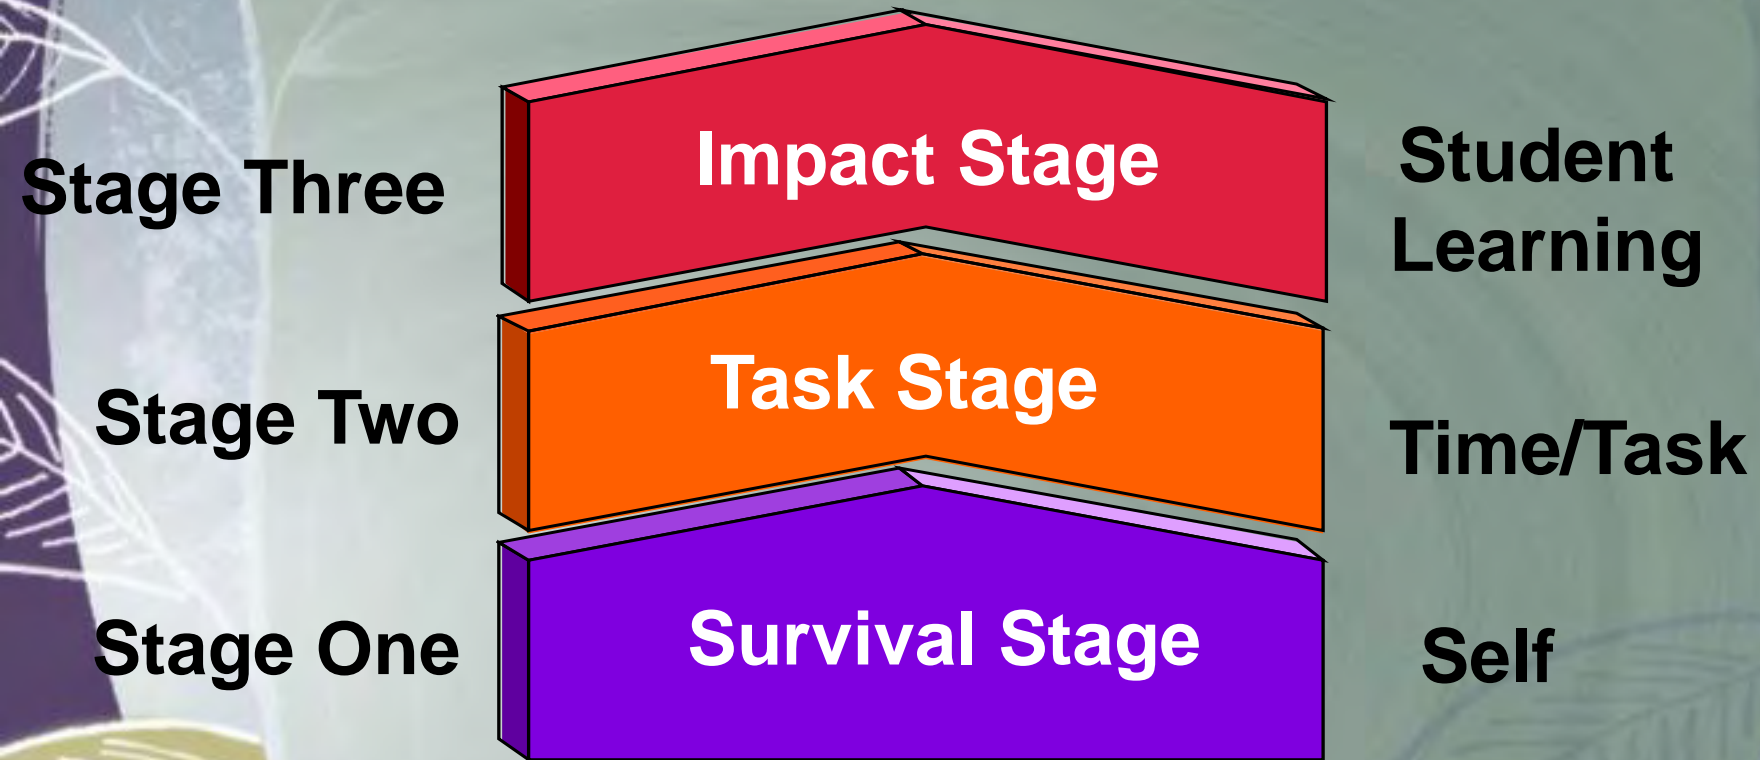 Stage Three
Impact Stage
Student
Learning
Stage Two
Task Stage
Time/Task
Stage One
Survival Stage
Self